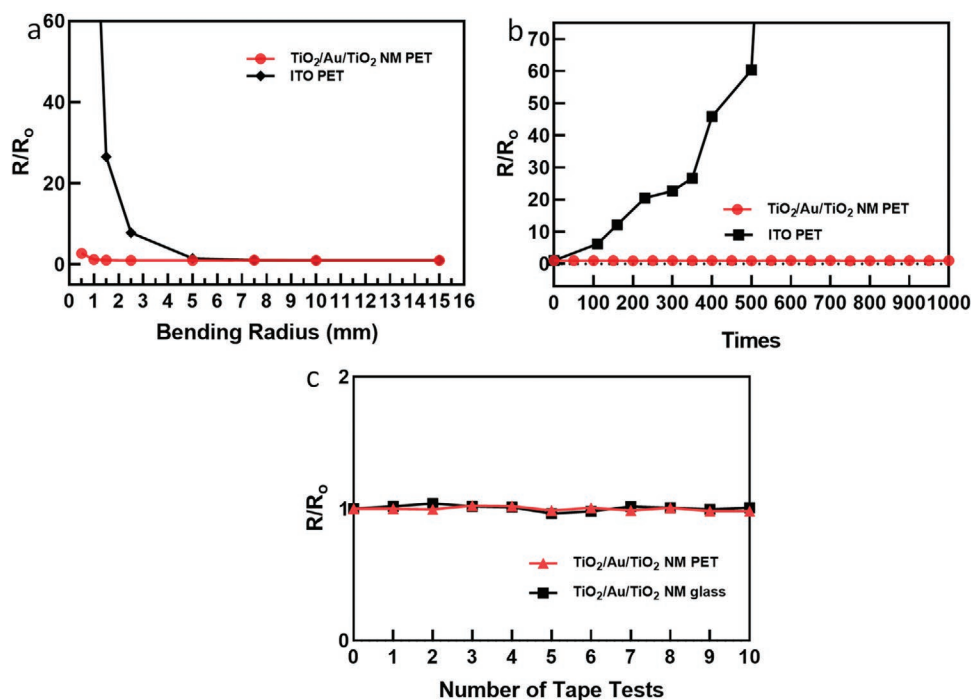 a
60
40
20
0
R/Ro
TiO2/Au/TiO2 NM PET
ITO PET
0 1 2 3 4 5 6 7 8 9 10 11 12 13 14 15 16
Bending Radius (mm)
b
70
60
50
40
30
20
10
0
R/Ro
TiO2/Au/TiO2 NM PET
ITO PET
0 100 200 300 400 500 600 700 800 900 1000
Times
c
2
1
0
R/Ro
TiO2/Au/TiO2 NM PET
TiO2/Au/TiO2 NM glass
0 1 2 3 4 5 6 7 8 9 10
Number of Tape Tests